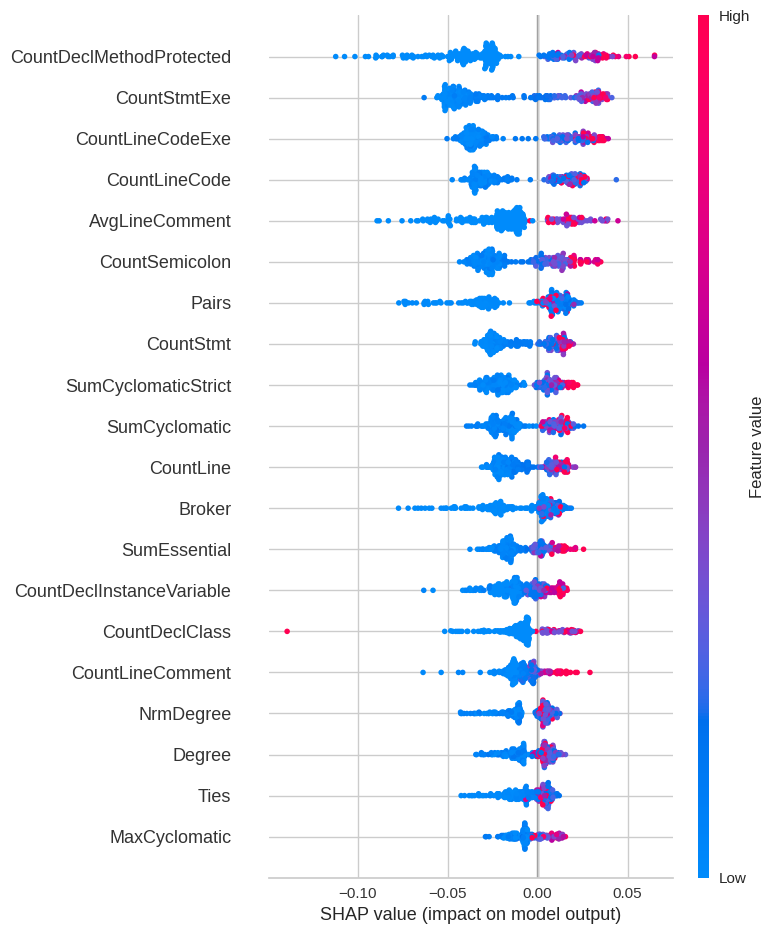 High
CountDeclMethodProtected
CountStmtExe
CountLineCodeExe
CountLineCode
AvgLineComment
CountSemicolon
Pairs
CountStmt
SumCyclomaticStrict
SumCyclomatic
CountLine
Broker
SumEssential
CountDeclInstanceVariable
CountDeclClass
CountLineComment
NrmDegree
Degree
Ties
MaxCyclomatic
Feature value
Low
−0.10 −0.05 0.00 0.05
SHAP value (impact on model output)